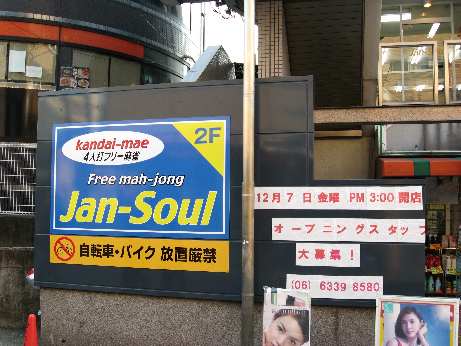 kandai-mae
4人打フリー麻雀
2F
Free mah-jong
Jan-Soul
自転車・バイク 放置厳禁
12月7日金曜 PM 3:00 開店
オープニングスタッフ
大募集!
(06) 6339 8580